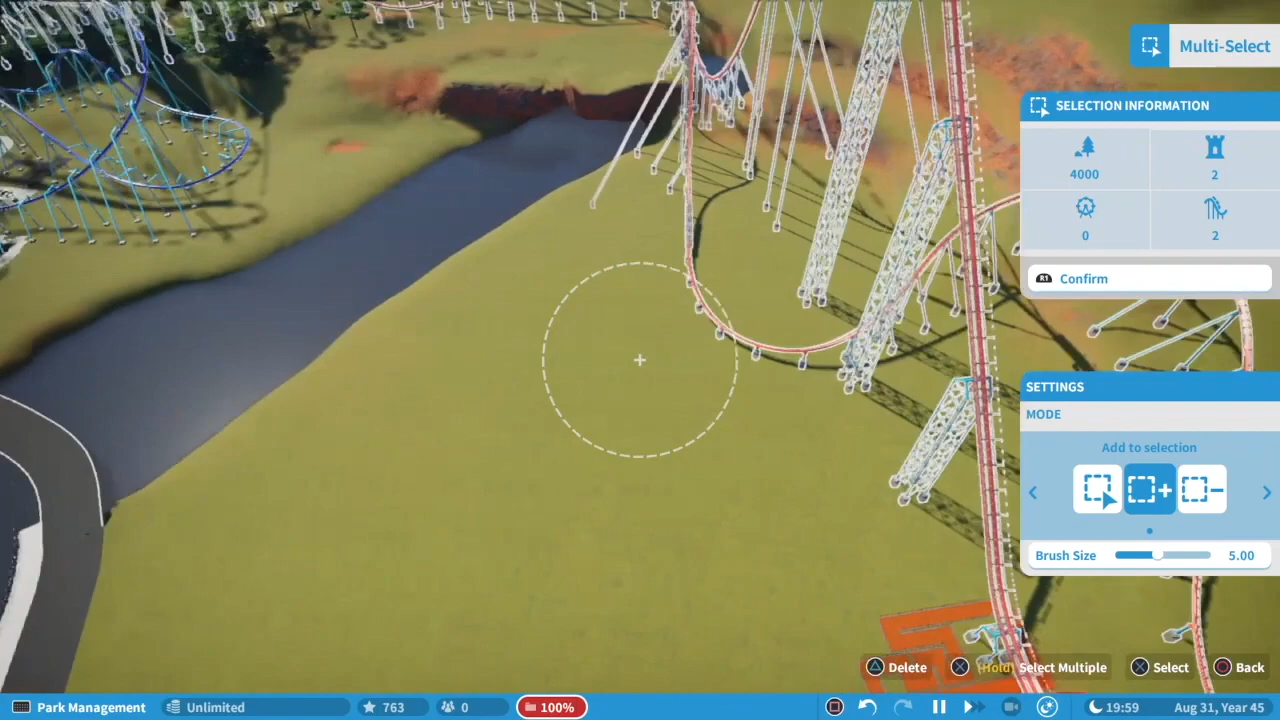 Multi-Select
SELECTION INFORMATION
4000
2
0
2
R1 Confirm
SETTINGS
MODE
Add to selection
Brush Size 5.00
Delete (Hold) Select Multiple Select Back
Park Management Unlimited 763 0 100% 19:59 Aug 31, Year 45